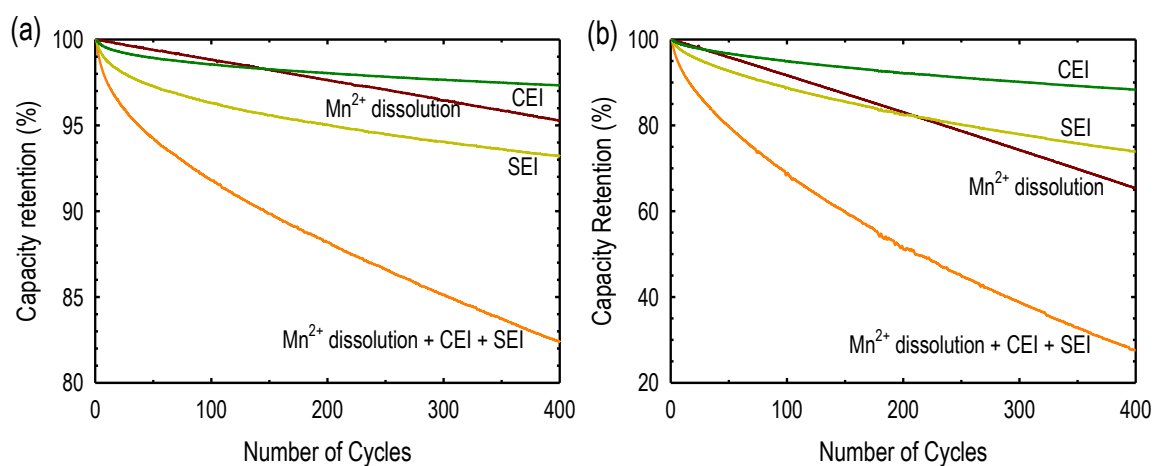 (a)
Capacity retention (%)
100
95
90
85
80
0
100
200
300
400
Number of Cycles
CEI
Mn²⁺ dissolution
SEI
Mn²⁺ dissolution + CEI + SEI
(b)
Capacity Retention (%)
100
80
60
40
20
0
100
200
300
400
Number of Cycles
CEI
SEI
Mn²⁺ dissolution
Mn²⁺ dissolution + CEI + SEI